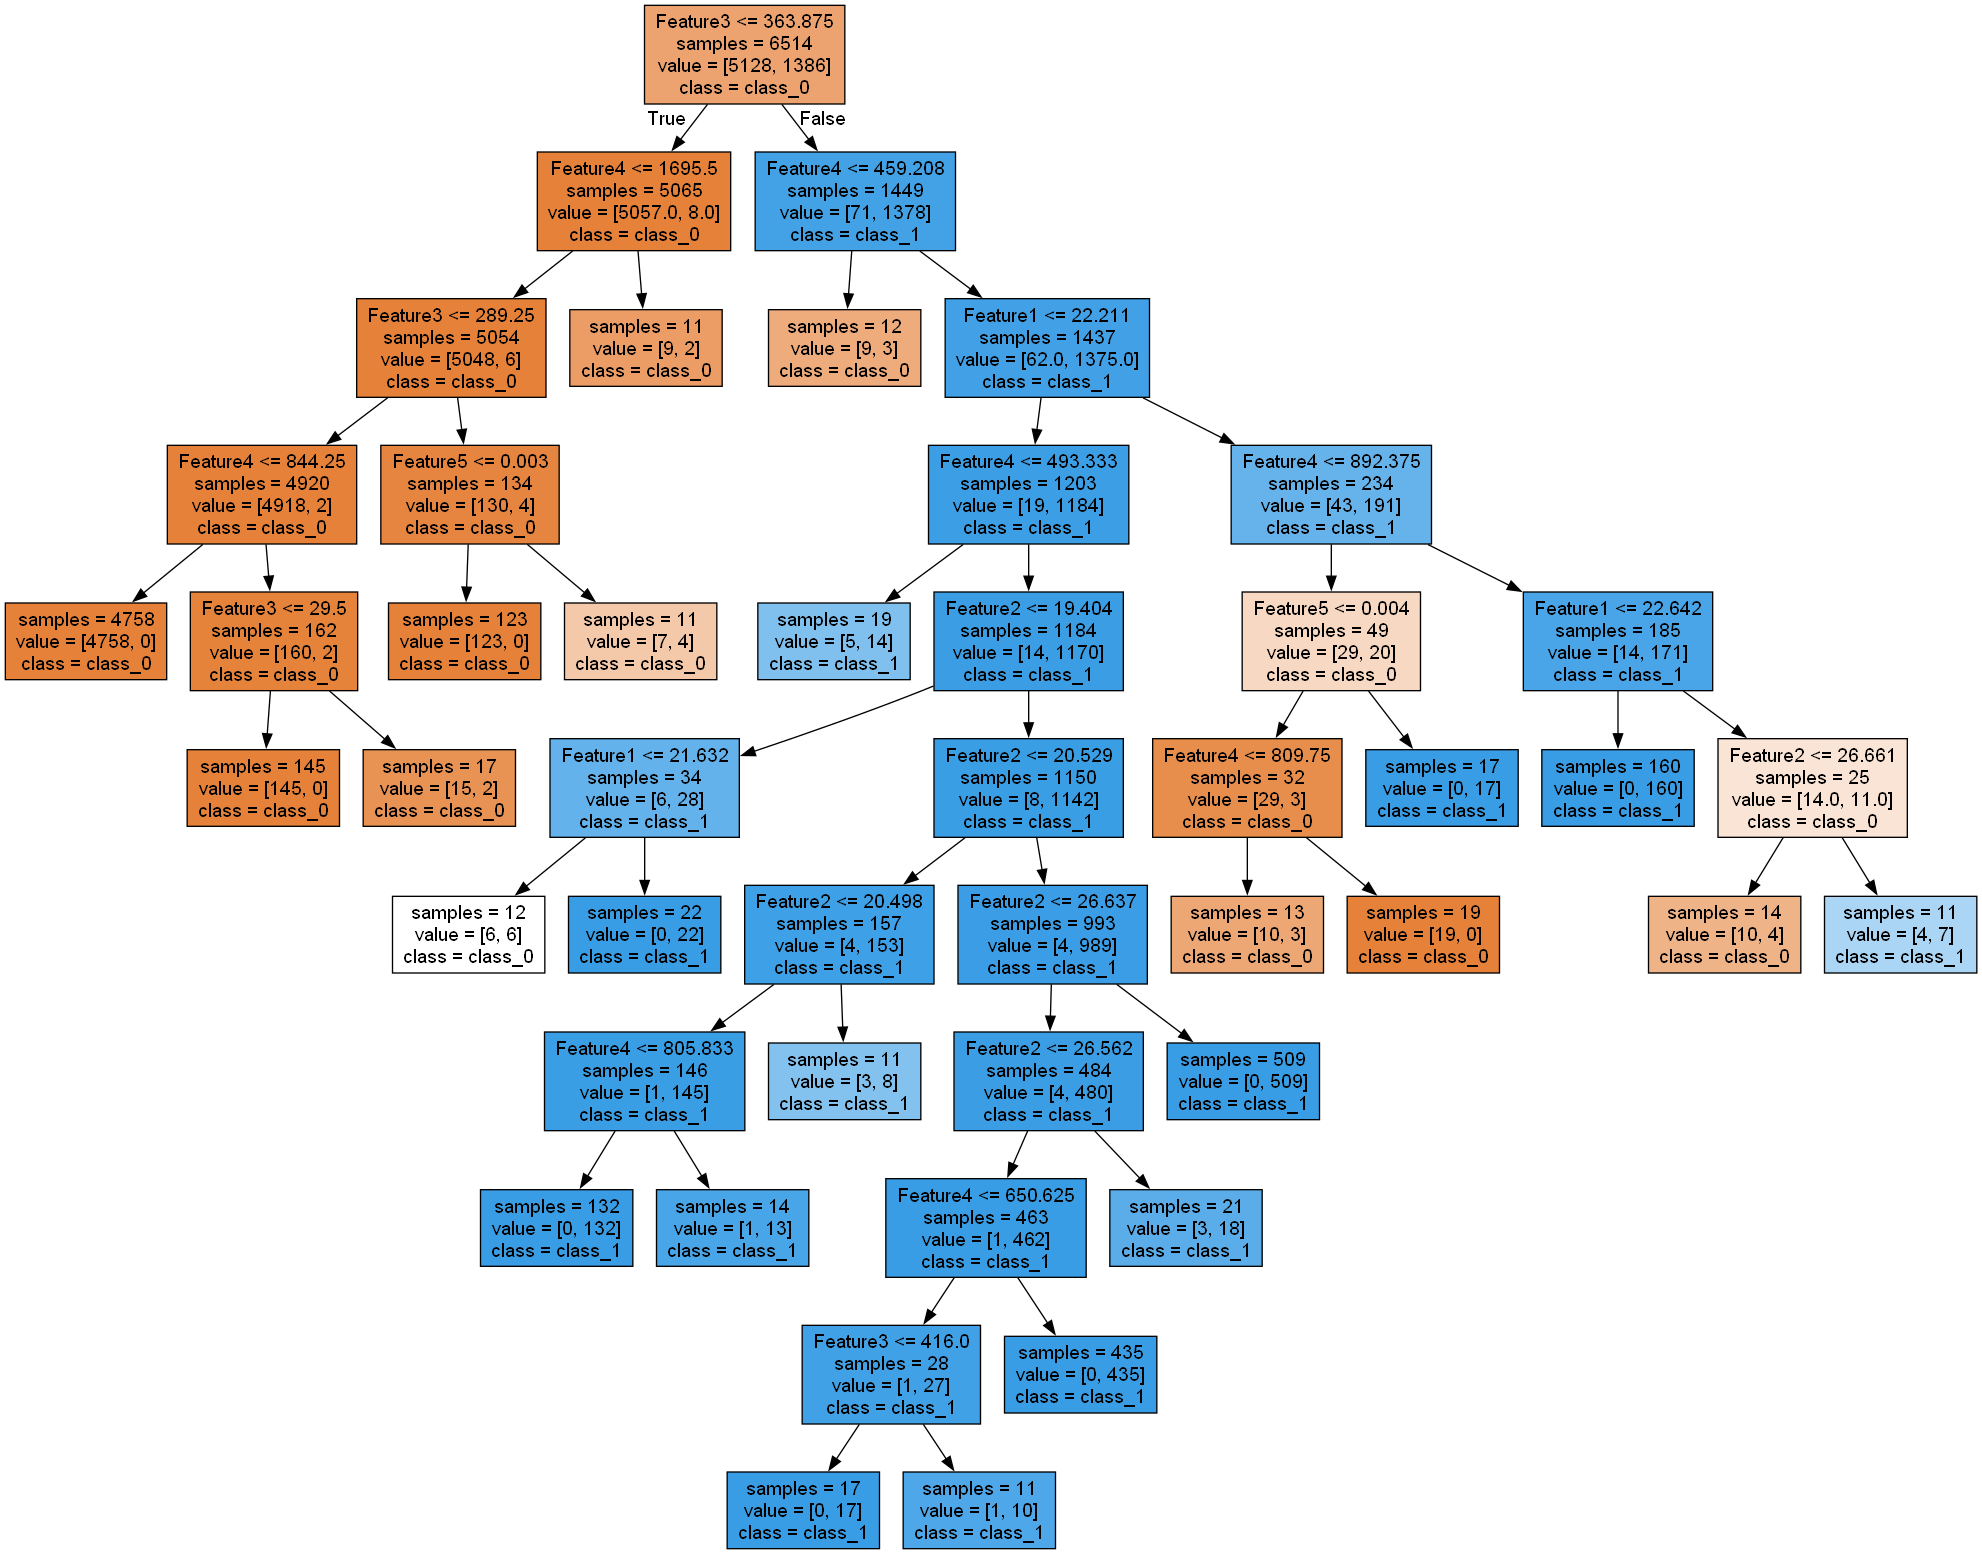 Feature3 <= 363.875
samples = 6514
value = [5128, 1386]
class = class_0
True
False
Feature4 <= 1695.5
samples = 5065
value = [5057.0, 8.0]
class = class_0
Feature4 <= 459.208
samples = 1449
value = [71, 1378]
class = class_1
Feature3 <= 289.25
samples = 5054
value = [5048, 6]
class = class_0
samples = 11
value = [9, 2]
class = class_0
samples = 12
value = [9, 3]
class = class_0
Feature1 <= 22.211
samples = 1437
value = [62.0, 1375.0]
class = class_1
Feature4 <= 844.25
samples = 4920
value = [4918, 2]
class = class_0
Feature5 <= 0.003
samples = 134
value = [130, 4]
class = class_0
Feature4 <= 493.333
samples = 1203
value = [19, 1184]
class = class_1
Feature4 <= 892.375
samples = 234
value = [43, 191]
class = class_1
samples = 4758
value = [4758, 0]
class = class_0
Feature3 <= 29.5
samples = 162
value = [160, 2]
class = class_0
samples = 123
value = [123, 0]
class = class_0
samples = 11
value = [7, 4]
class = class_0
samples = 19
value = [5, 14]
class = class_1
Feature2 <= 19.404
samples = 1184
value = [14, 1170]
class = class_1
Feature5 <= 0.004
samples = 49
value = [29, 20]
class = class_0
Feature1 <= 22.642
samples = 185
value = [14, 171]
class = class_1
samples = 145
value = [145, 0]
class = class_0
samples = 17
value = [15, 2]
class = class_0
Feature1 <= 21.632
samples = 34
value = [6, 28]
class = class_1
Feature2 <= 20.529
samples = 1150
value = [8, 1142]
class = class_1
Feature4 <= 809.75
samples = 32
value = [29, 3]
class = class_0
samples = 17
value = [0, 17]
class = class_1
samples = 160
value = [0, 160]
class = class_1
Feature2 <= 26.661
samples = 25
value = [14.0, 11.0]
class = class_0
samples = 12
value = [6, 6]
class = class_0
samples = 22
value = [0, 22]
class = class_1
Feature2 <= 20.498
samples = 157
value = [4, 153]
class = class_1
Feature2 <= 26.637
samples = 993
value = [4, 989]
class = class_1
samples = 13
value = [10, 3]
class = class_0
samples = 19
value = [19, 0]
class = class_0
samples = 14
value = [10, 4]
class = class_0
samples = 11
value = [4, 7]
class = class_1
Feature4 <= 805.833
samples = 146
value = [1, 145]
class = class_1
samples = 11
value = [3, 8]
class = class_1
Feature2 <= 26.562
samples = 484
value = [4, 480]
class = class_1
samples = 509
value = [0, 509]
class = class_1
samples = 132
value = [0, 132]
class = class_1
samples = 14
value = [1, 13]
class = class_1
Feature4 <= 650.625
samples = 463
value = [1, 462]
class = class_1
samples = 21
value = [3, 18]
class = class_1
Feature3 <= 416.0
samples = 28
value = [1, 27]
class = class_1
samples = 435
value = [0, 435]
class = class_1
samples = 17
value = [0, 17]
class = class_1
samples = 11
value = [1, 10]
class = class_1